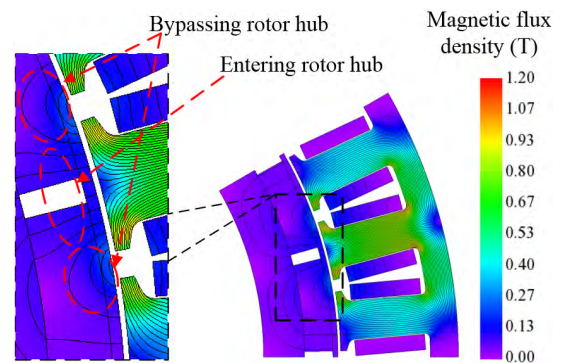 Bypassing rotor hub
Entering rotor hub
Magnetic flux
density (T)
1.20
1.07
0.93
0.80
0.67
0.53
0.40
0.27
0.13
0.00